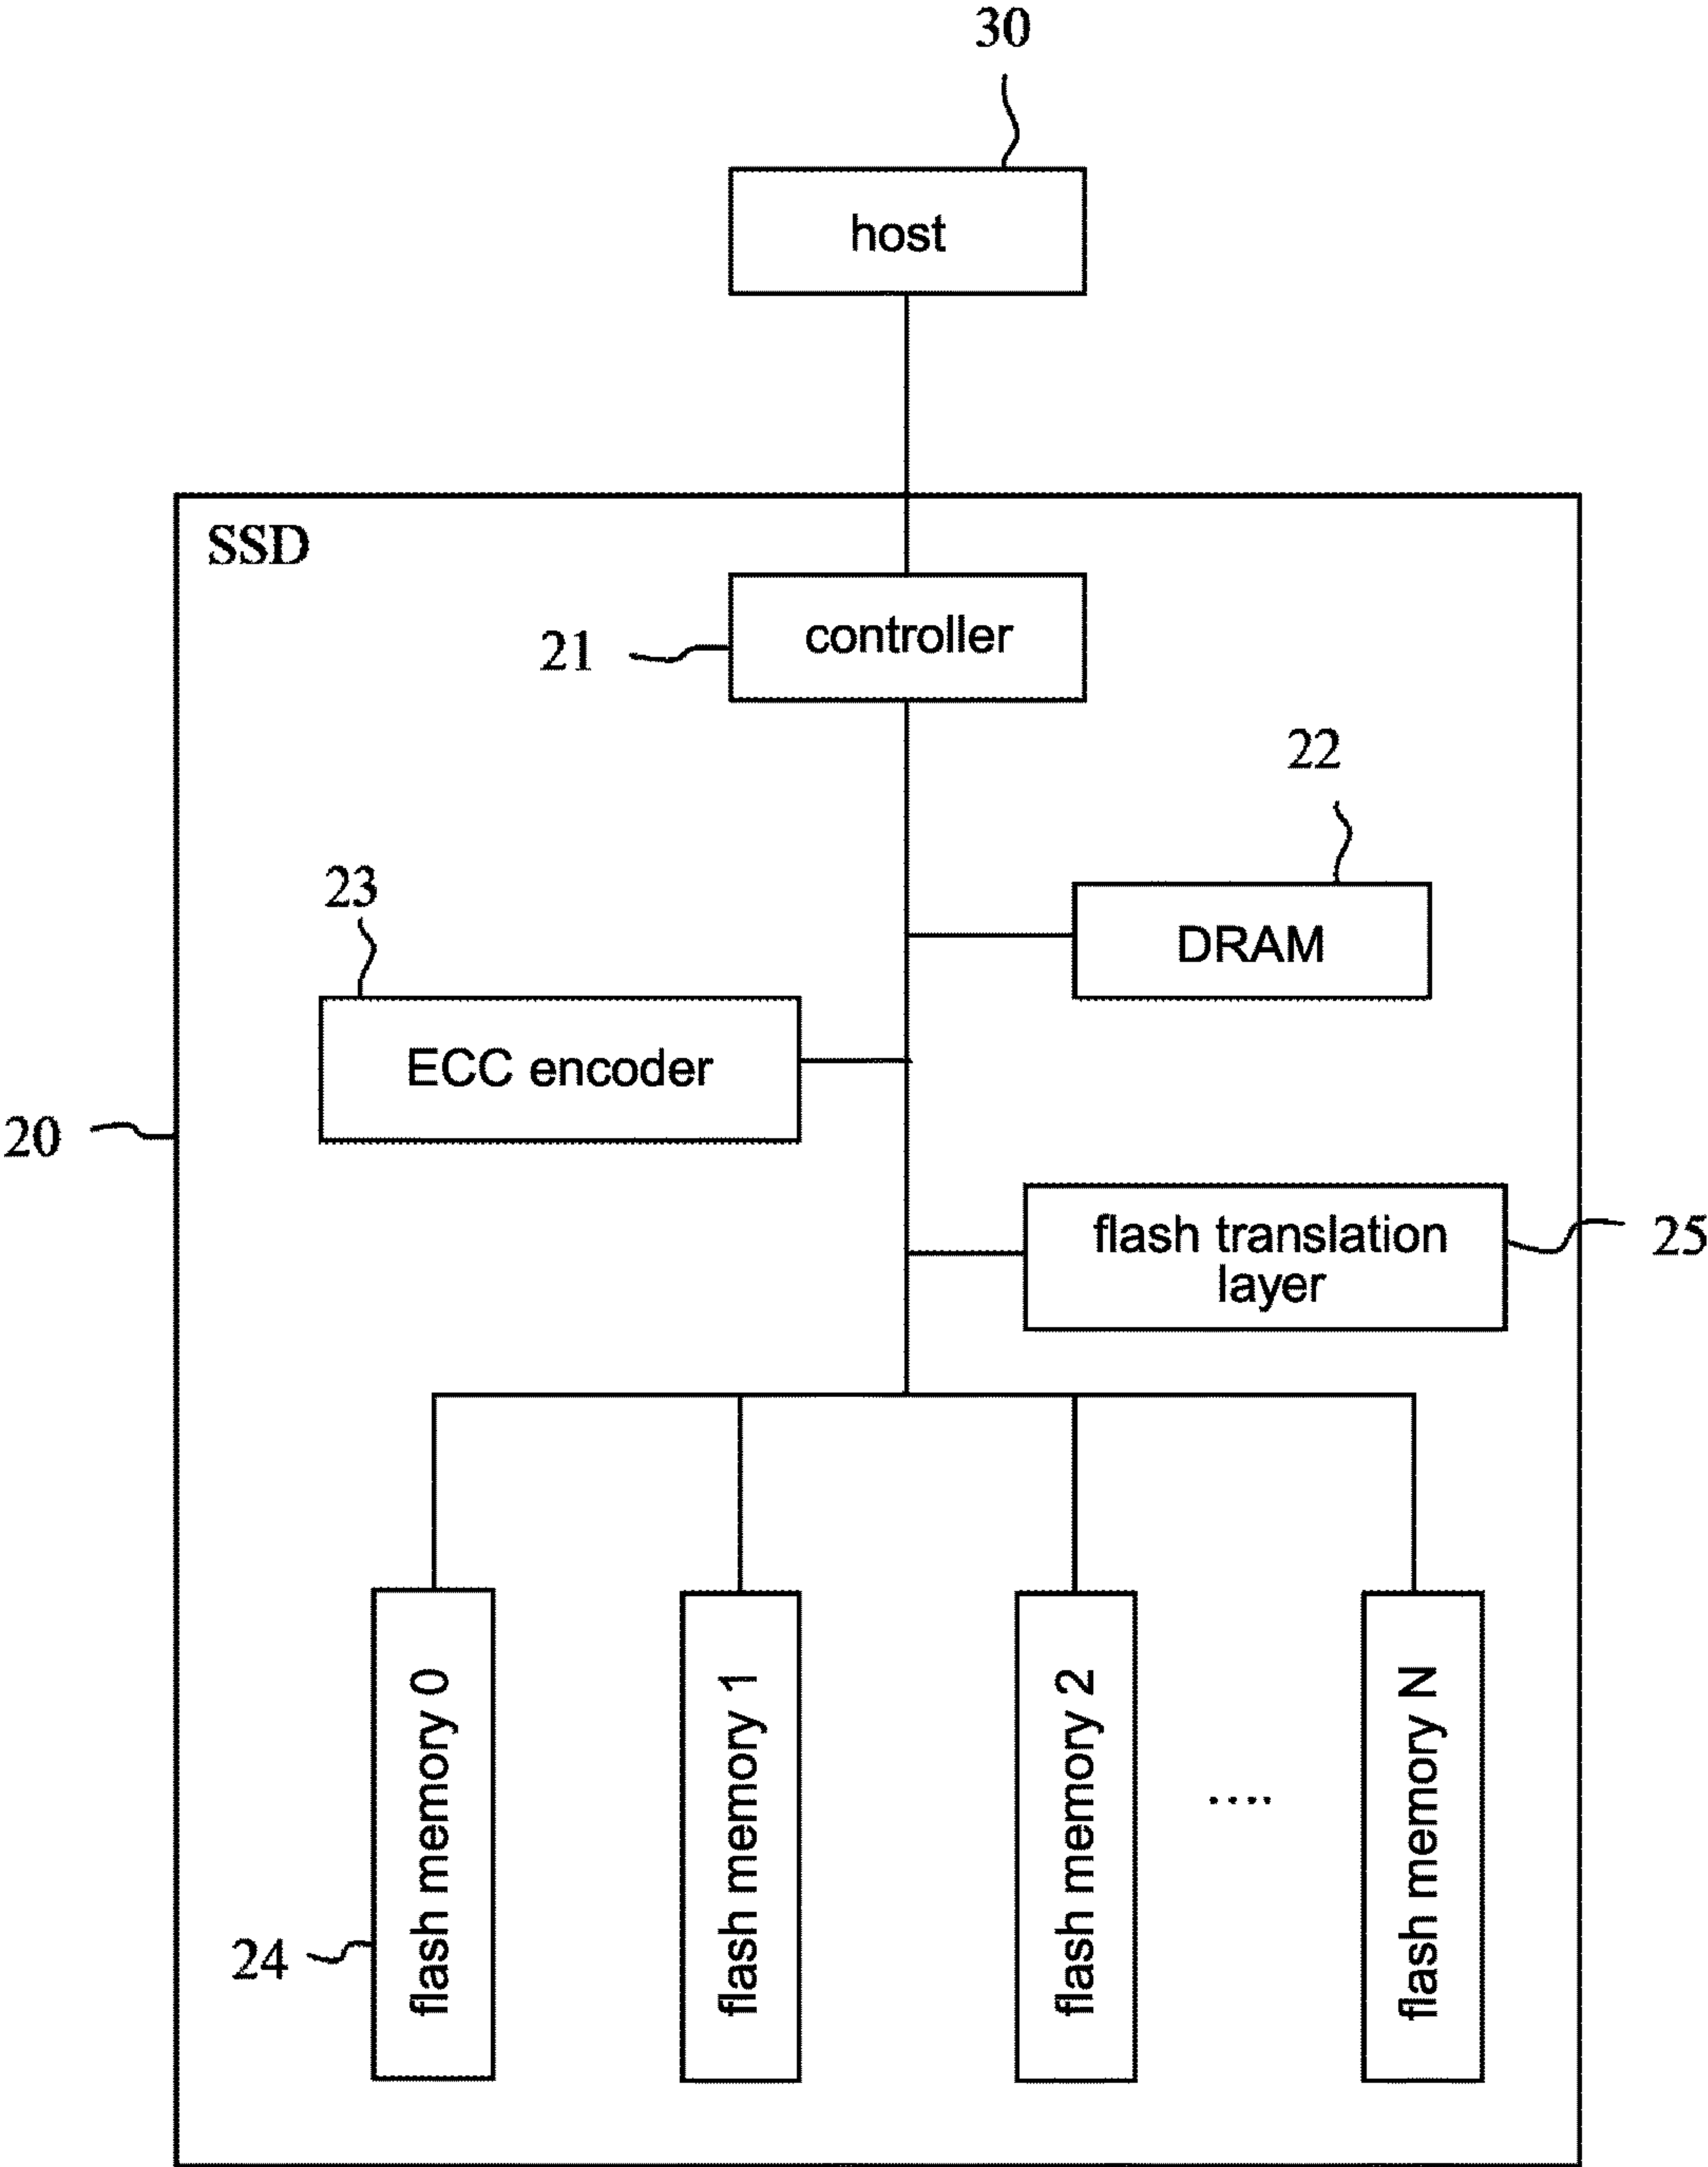 30
host
SSD
21
controller
22
DRAM
23
ECC encoder
20
flash translation
layer
25
flash memory 0
flash memory 1
flash memory 2
....
flash memory N
24